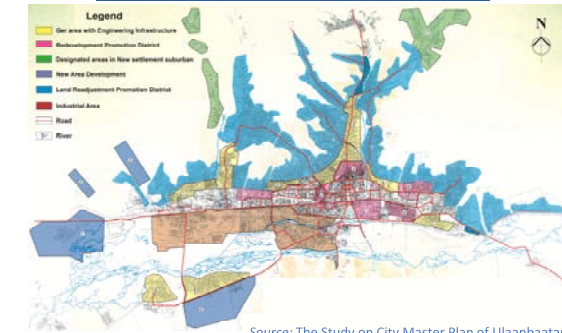 Legend
Ger area with Engineering Infrastructure
Redevelopment Promotion District
Designated areas in New settlement suburban
New Area Development
Land Readjustment Promotion District
Industrial Area
Road
River
N
Source: The Study on City Master Plan of Ulaanbaatar